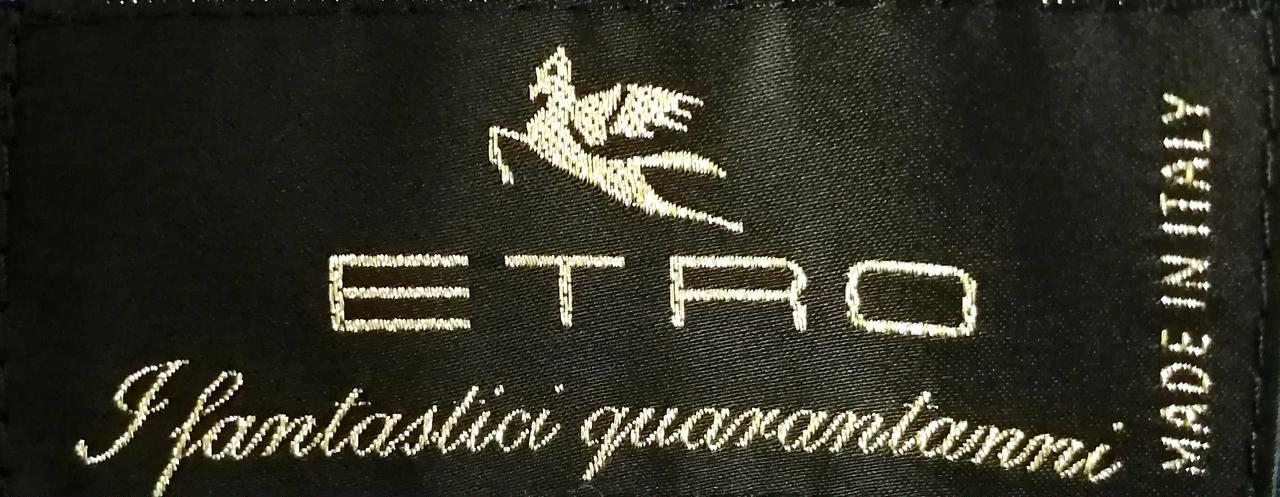 ETRO
I fantastici quarantanni
MADE IN ITALY